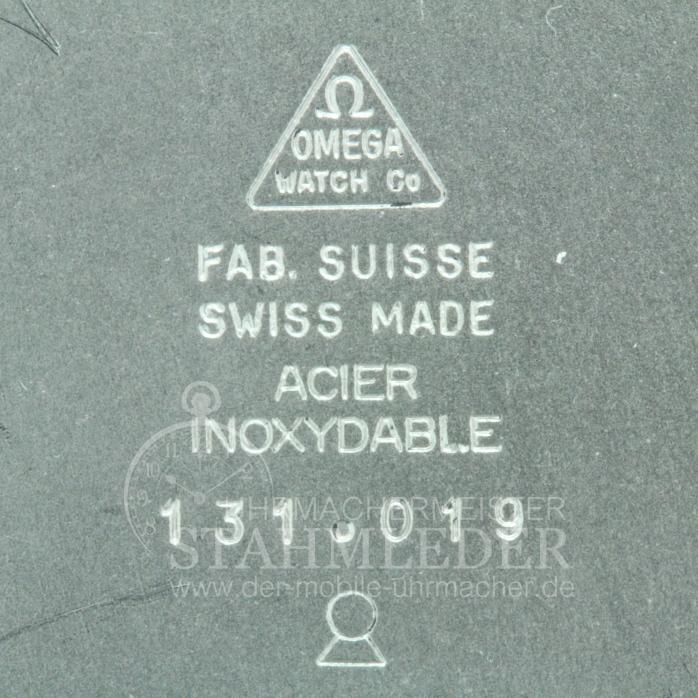 Ω
OMEGA
WATCH Co
FAB. SUISSE
SWISS MADE
ACIER
INOXYDABLE
131.019
UHRMACHERMEISTER
STAHMLEDER
www.der-mobile-uhrmacher.de